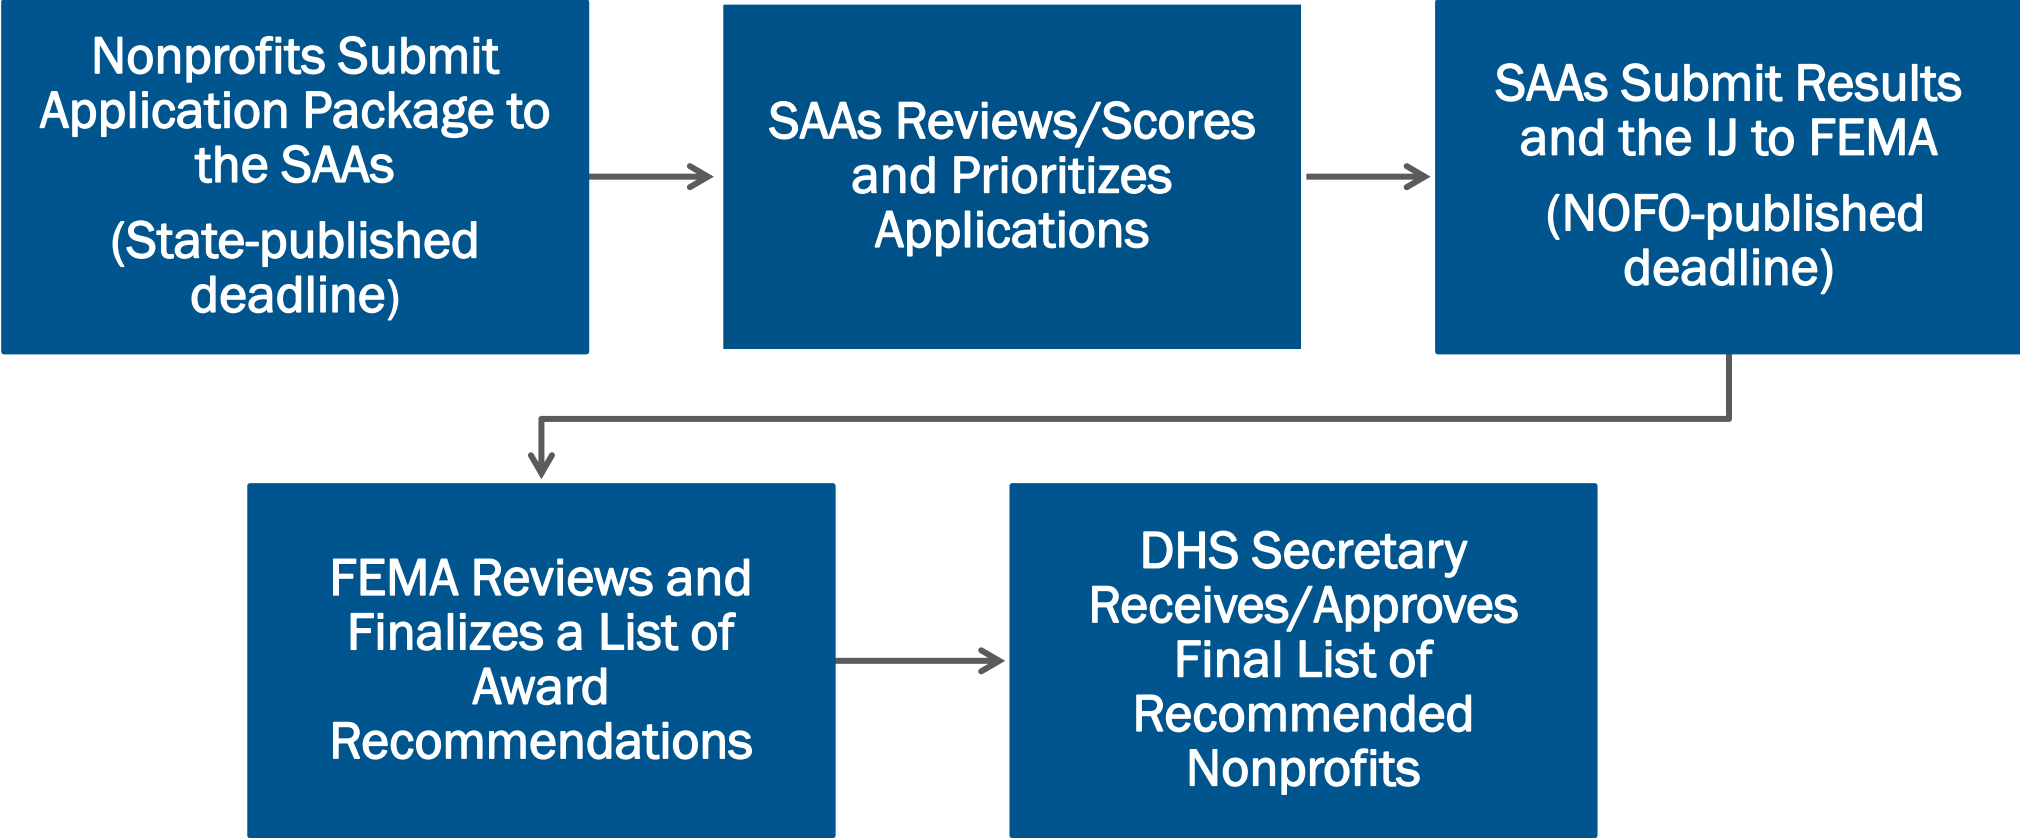 Nonprofits Submit
Application Package to
the SAAs
(State-published
deadline)
SAAs Reviews/Scores
and Prioritizes
Applications
SAAs Submit Results
and the IJ to FEMA
(NOFO-published
deadline)
FEMA Reviews and
Finalizes a List of
Award
Recommendations
DHS Secretary
Receives/Approves
Final List of
Recommended
Nonprofits